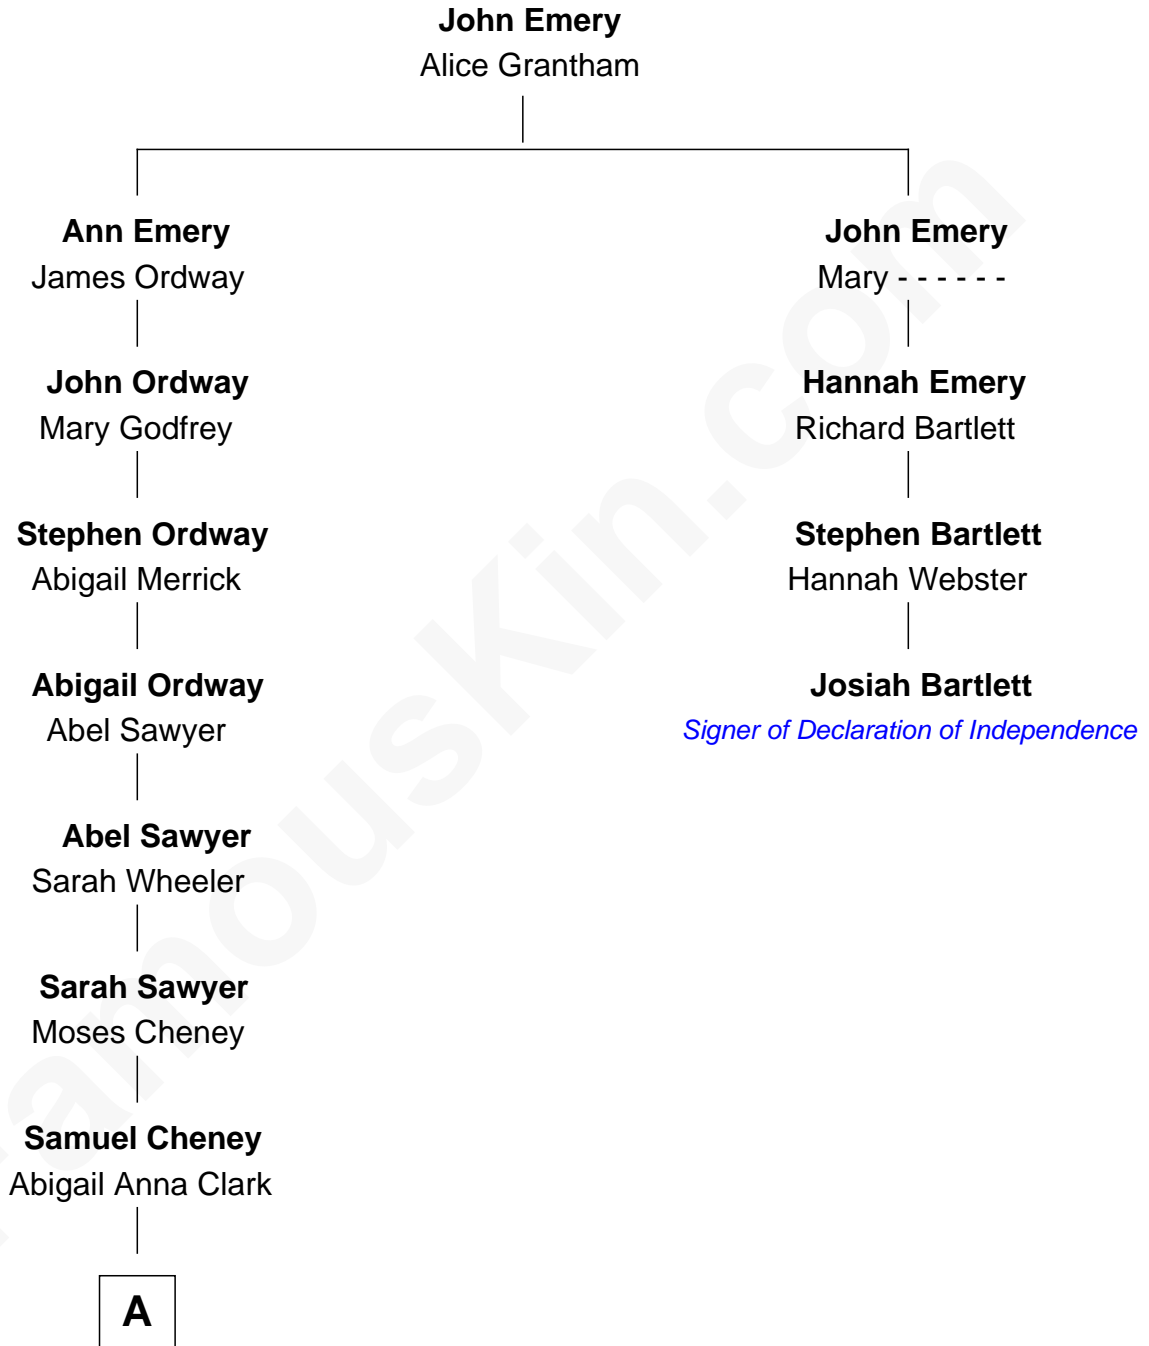 John Emery
Alice Grantham
Ann Emery
James Ordway
John Emery
Mary - - - - - -
John Ordway
Mary Godfrey
Hannah Emery
Richard Bartlett
Stephen Ordway
Abigail Merrick
Stephen Bartlett
Hannah Webster
Abigail Ordway
Abel Sawyer
Josiah Bartlett
Signer of Declaration of Independence
Abel Sawyer
Sarah Wheeler
Sarah Sawyer
Moses Cheney
Samuel Cheney
Abigail Anna Clark
A
FamousKin.com